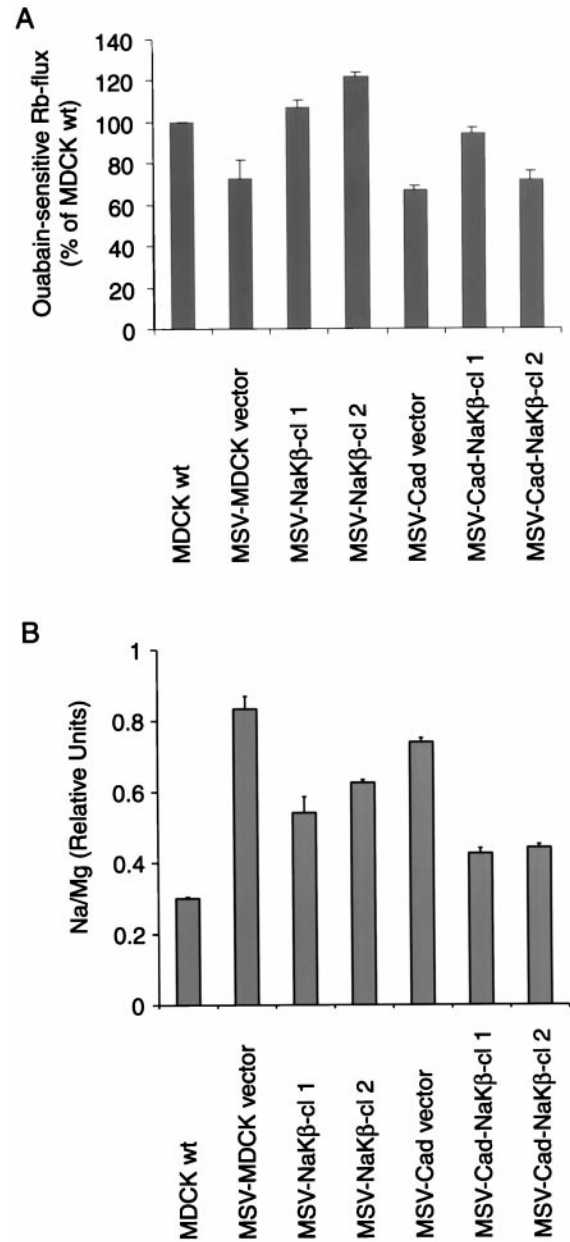 A
Ouabain-sensitive Rb-flux
(% of MDCK wt)
140
120
100
80
60
40
20
0
MDCK wt
MSV-MDCK vector
MSV-NaKβ-cl 1
MSV-NaKβ-cl 2
MSV-Cad vector
MSV-Cad-NaKβ-cl 1
MSV-Cad-NaKβ-cl 2
B
Na/Mg (Relative Units)
1
0.8
0.6
0.4
0.2
0
MDCK wt
MSV-MDCK vector
MSV-NaKβ-cl 1
MSV-NaKβ-cl 2
MSV-Cad vector
MSV-Cad-NaKβ-cl 1
MSV-Cad-NaKβ-cl 2